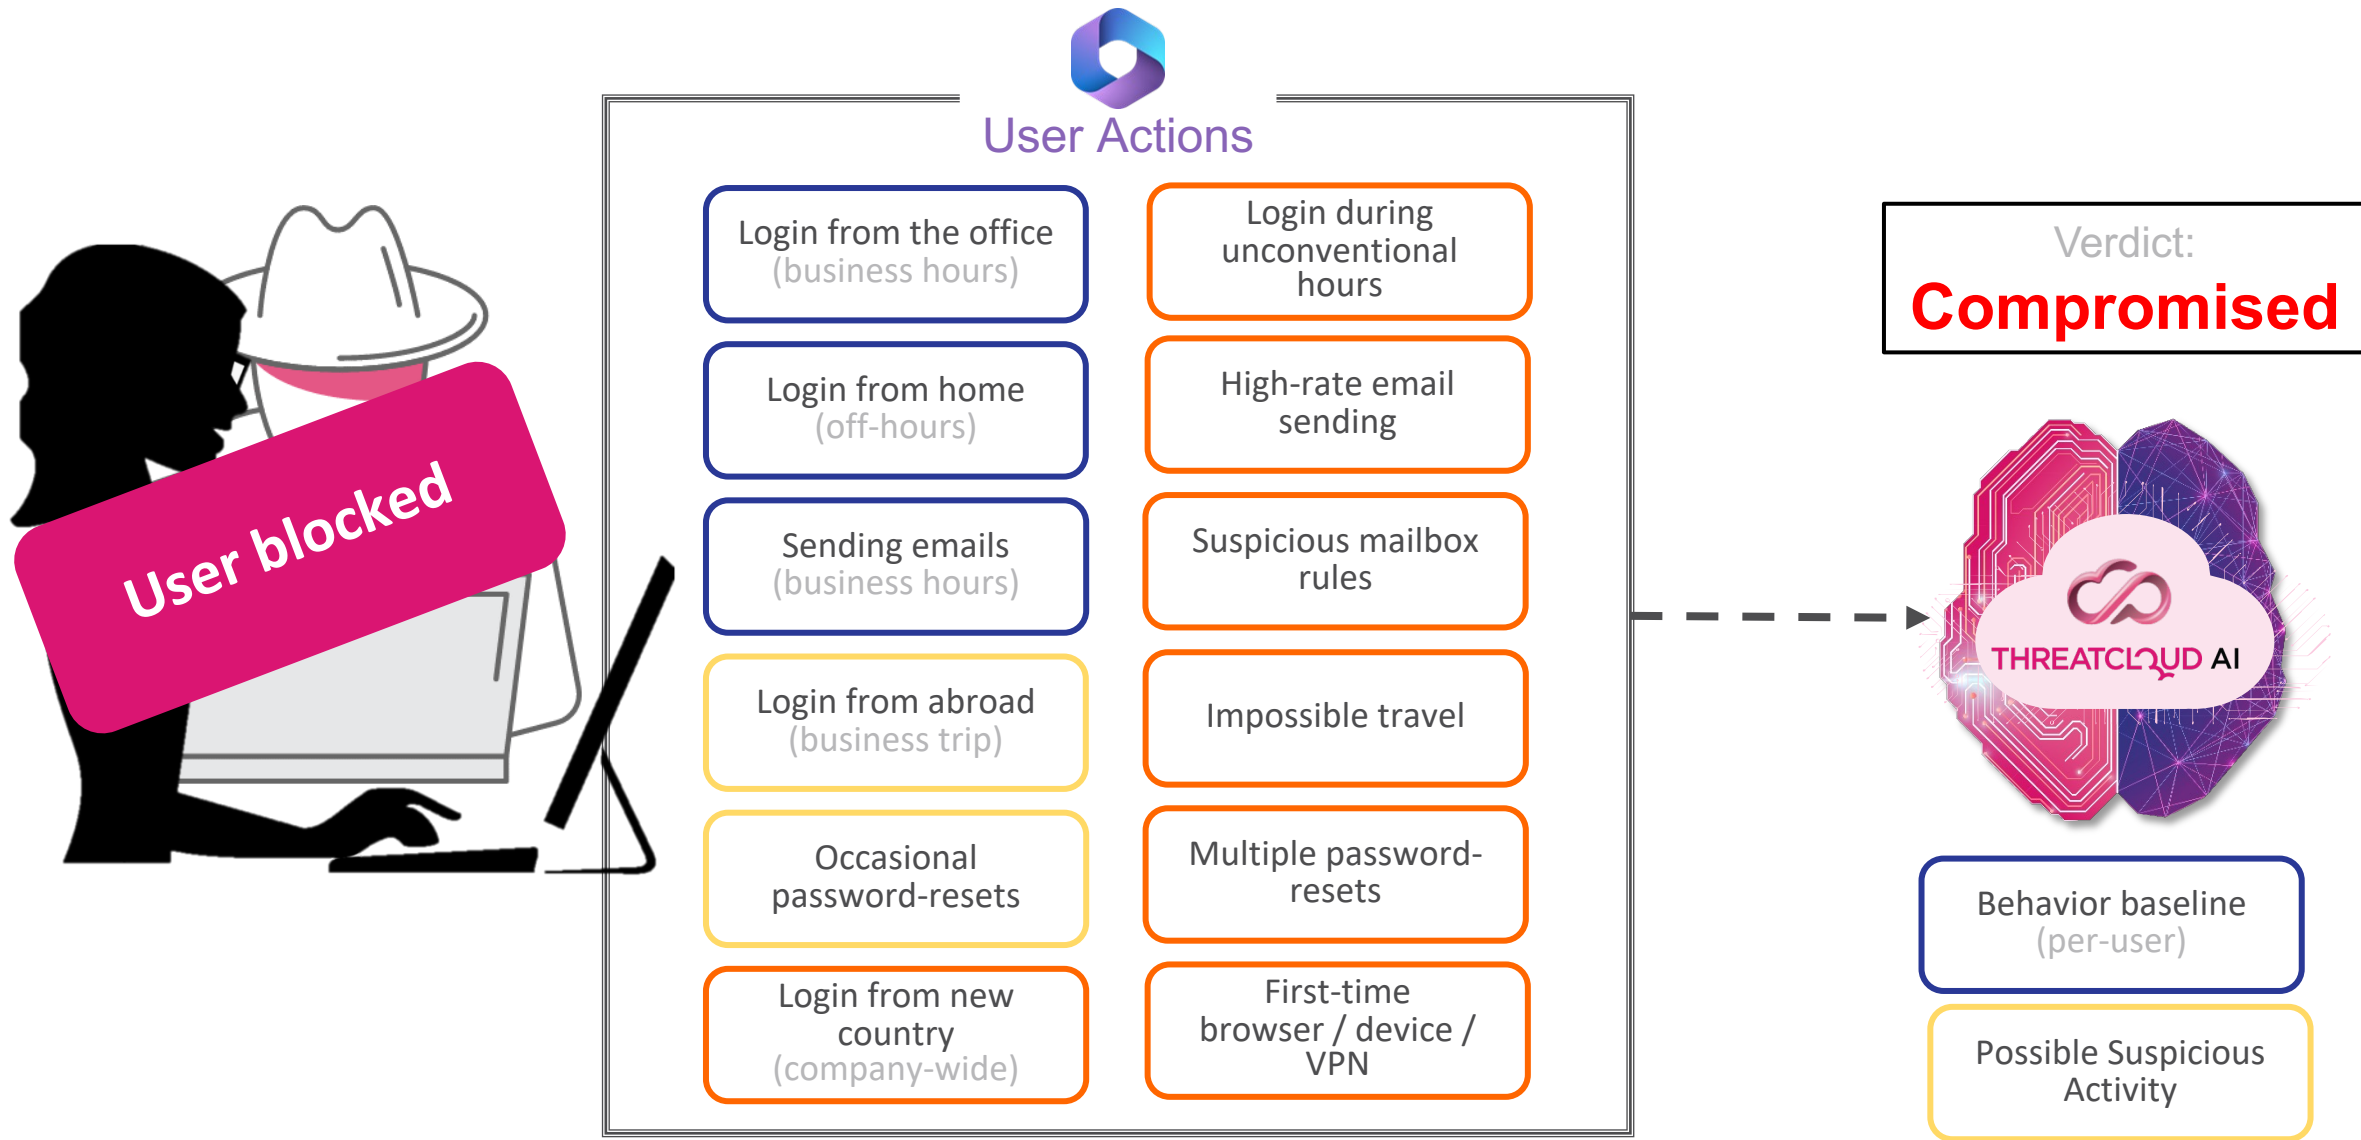 User Actions
User blocked
Login from the office
(business hours)
Login from home
(off-hours)
Sending emails
(business hours)
Login from abroad
(business trip)
Occasional
password-resets
Login from new
country
(company-wide)
Login during
unconventional
hours
High-rate email
sending
Suspicious mailbox
rules
Impossible travel
Multiple password-
resets
First-time
browser / device /
VPN
Verdict:
Compromised
THREATCLOUD AI
Behavior baseline
(per-user)
Possible Suspicious
Activity